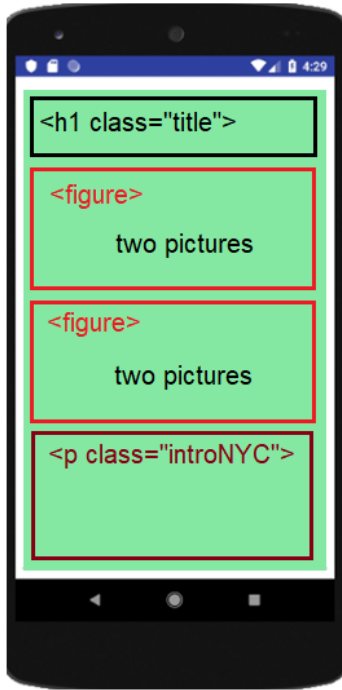 4:29
<h1 class="title">
<figure>
two pictures
<figure>
two pictures
<p class="introNYC">